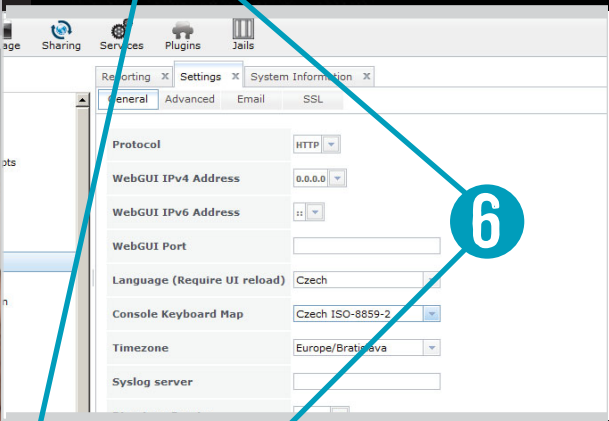 age Sharing Services Plugins Jails
Reporting X Settings X System Information X
General Advanced Email SSL
Protocol HTTP
pts
WebGUI IPv4 Address 0.0.0.0
WebGUI IPv6 Address ::
WebGUI Port
Language (Require UI reload) Czech
n
Console Keyboard Map Czech ISO-8859-2
Timezone Europe/Bratislava
Syslog server
6